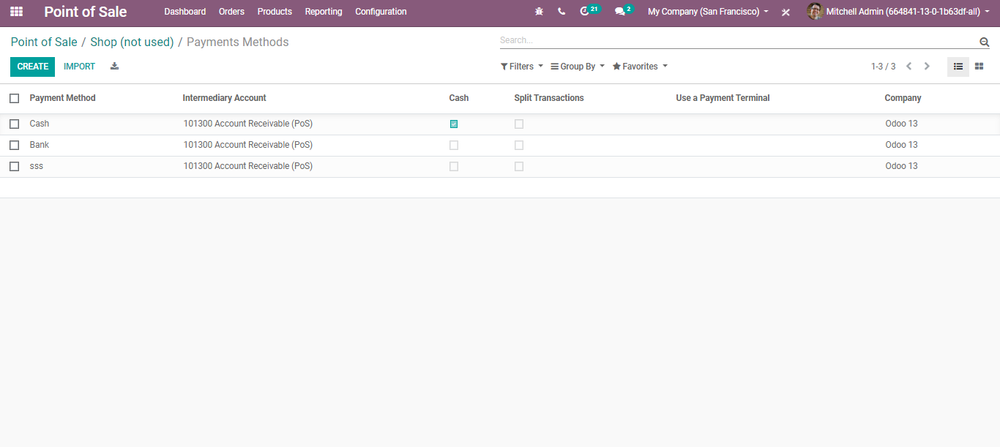 Point of Sale Dashboard Orders Products Reporting Configuration 21 2 My Company (San Francisco) Mitchell Admin (664841-13-0-1b63df-all)
Point of Sale / Shop (not used) / Payments Methods Search...
CREATE IMPORT Filters Group By Favorites 1-3 / 3
Payment Method Intermediary Account Cash Split Transactions Use a Payment Terminal Company
Cash 101300 Account Receivable (PoS) Odoo 13
Bank 101300 Account Receivable (PoS) Odoo 13
sss 101300 Account Receivable (PoS) Odoo 13